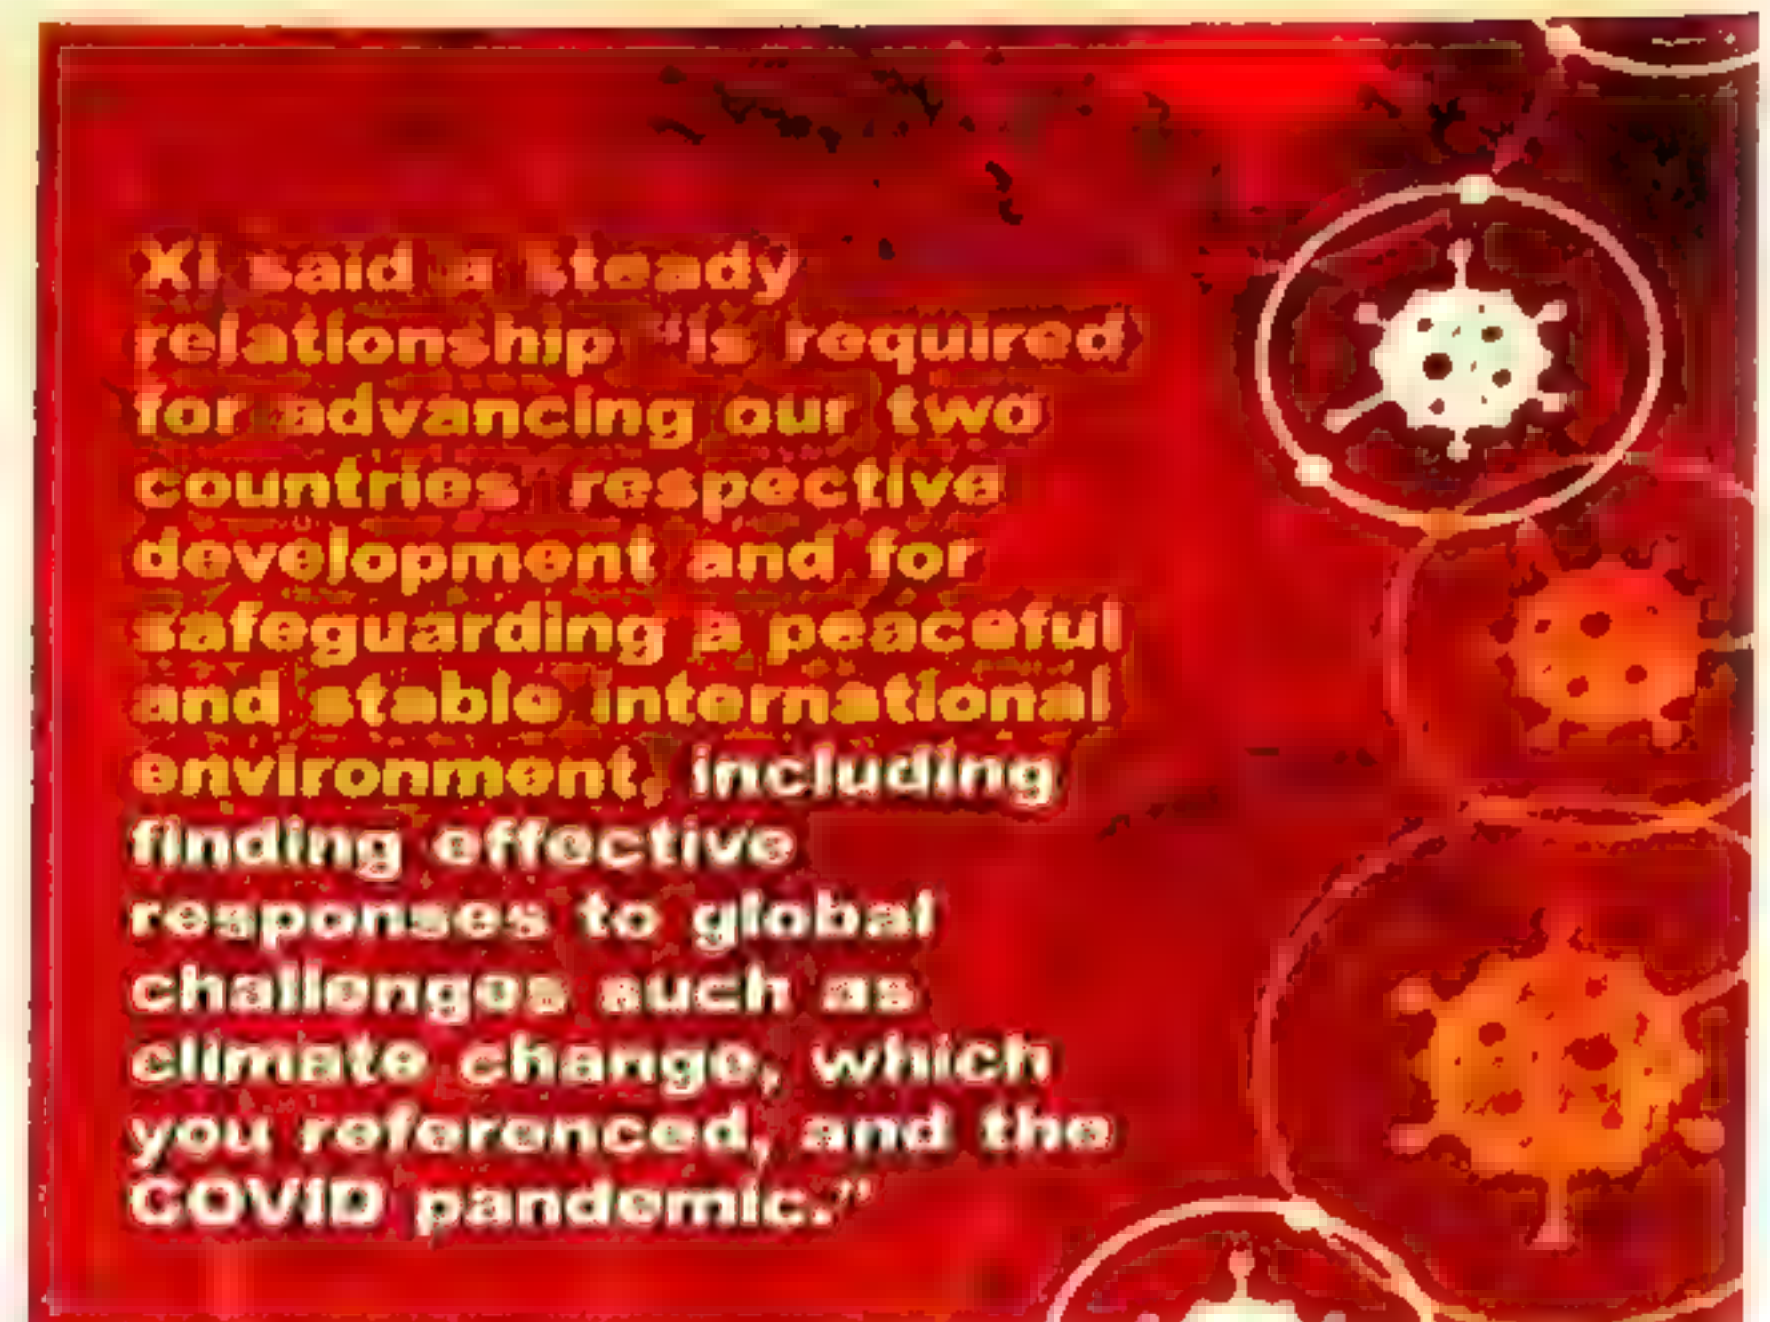 Xi said a steady
relationship "is required
for advancing our two
countries' respective
development and for
safeguarding a peaceful
and stable international
environment, including
finding effective
responses to global
challenges such as
climate change, which
you referenced, and the
COVID pandemic."